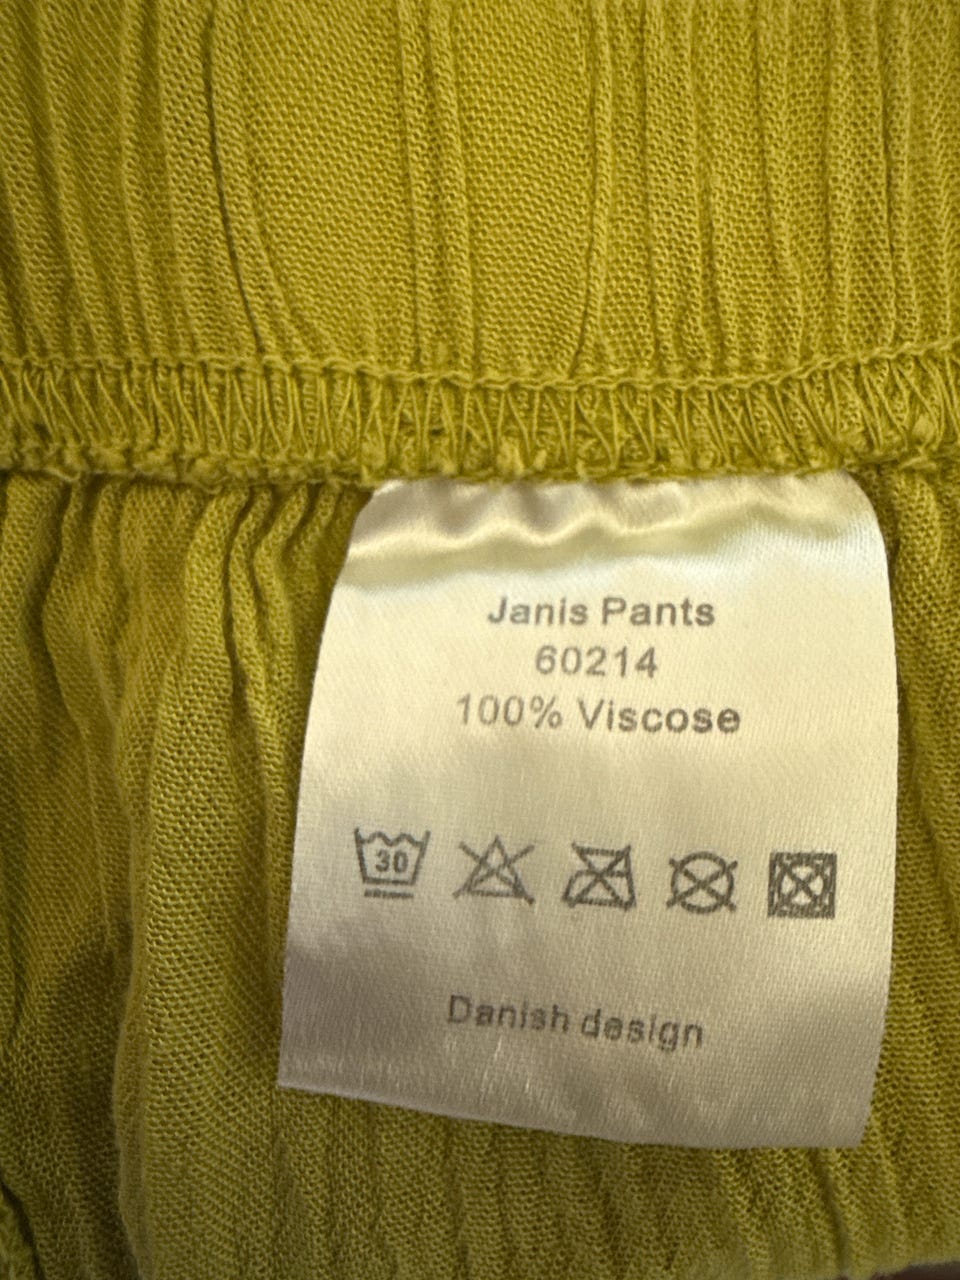 Janis Pants
60214
100% Viscose
30
Danish design